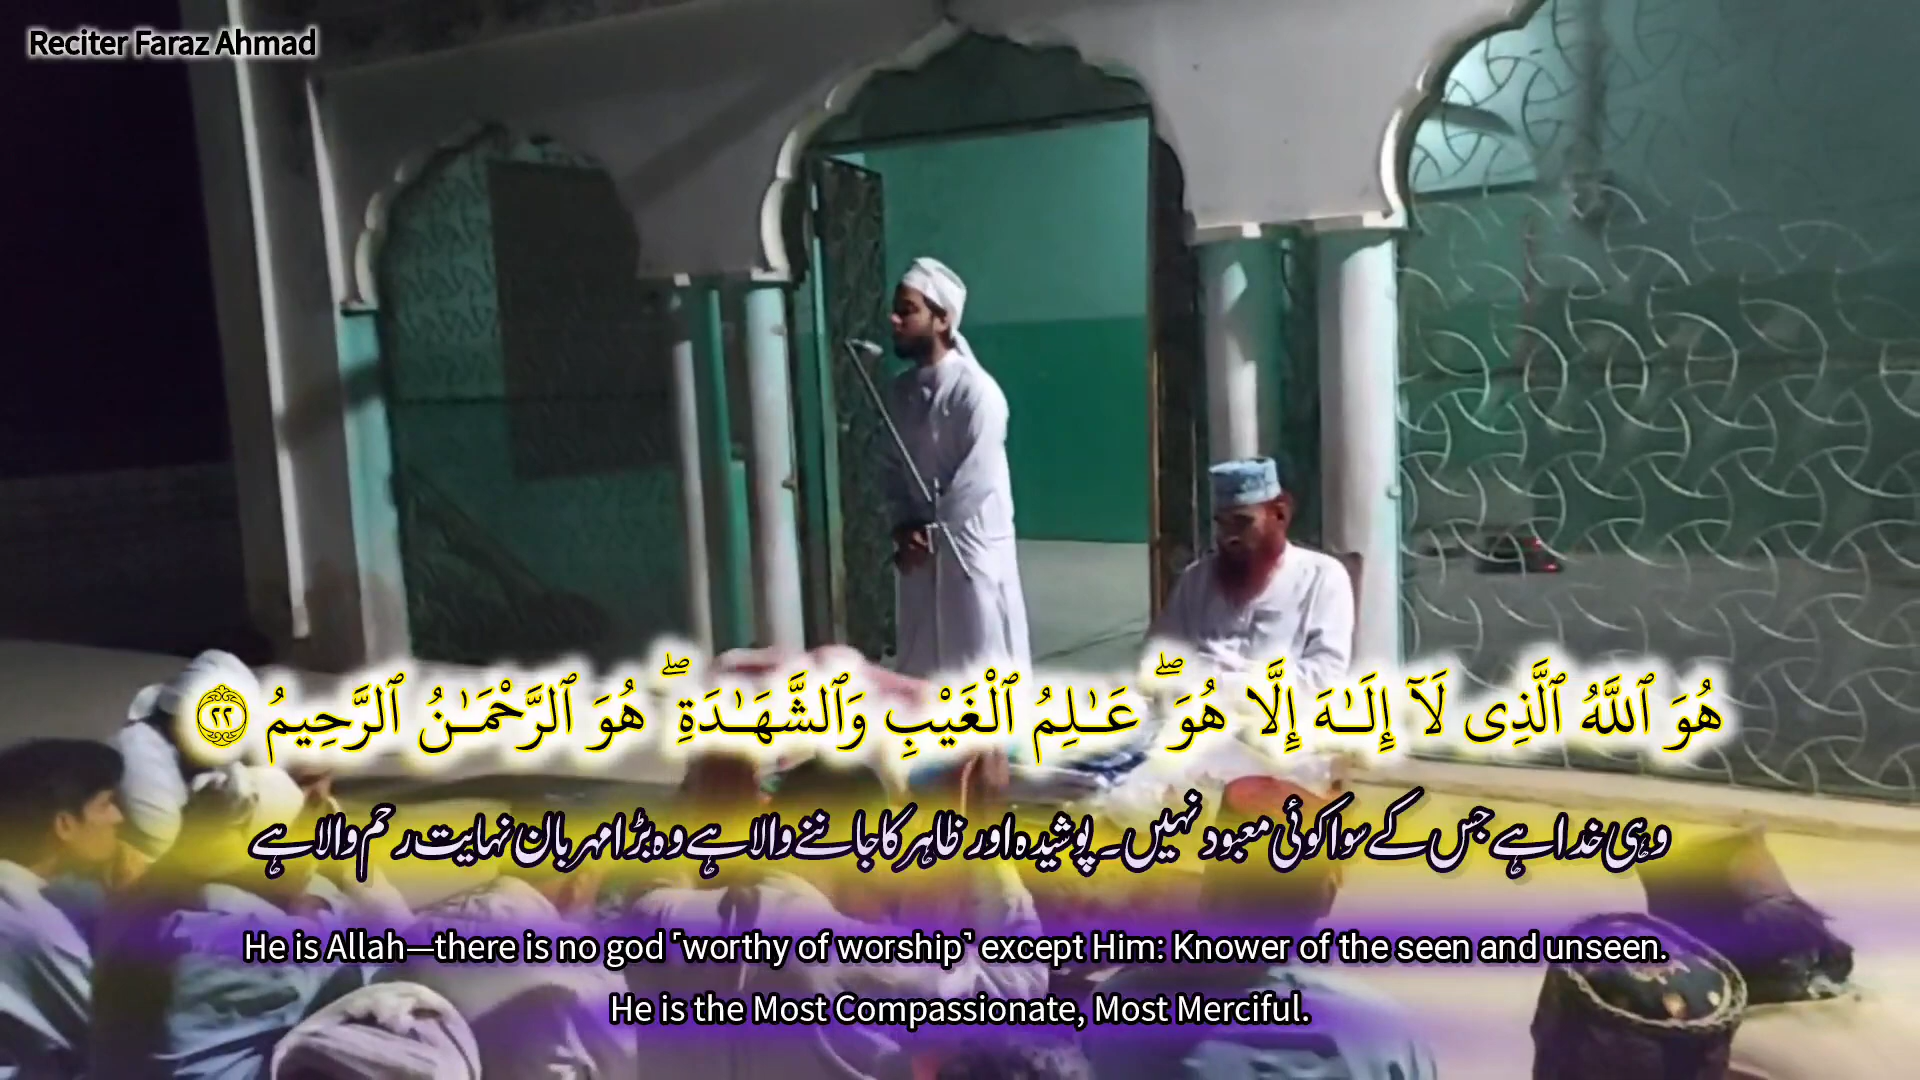 Reciter Faraz Ahmad
هُوَ ٱللَّهُ ٱلَّذِى لَآ إِلَـٰهَ إِلَّا هُوَ ۖ عَـٰلِمُ ٱلْغَيْبِ وَٱلشَّهَـٰدَةِ ۖ هُوَ ٱلرَّحْمَـٰنُ ٱلرَّحِيمُ ٢٢
وہی خدا ہے جس کے سوا کوئی معبود نہیں۔ پوشیدہ اور ظاہر کا جاننے والا ہے وہ بڑا مہربان نہایت رحم والا ہے
He is Allah—there is no god ˹worthy of worship˺ except Him: Knower of the seen and unseen.
He is the Most Compassionate, Most Merciful.